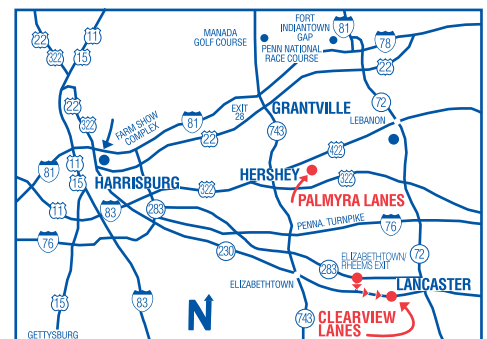 FORT
INDIANTOWN
GAP
MANADA
GOLF COURSE
PENN NATIONAL
RACE COURSE
11
22
322
15
81
78
22
22
322
FARM SHOW
COMPLEX
81
EXIT
28
22
GRANTVILLE
72
LEBANON
743
422
81
11
15
HARRISBURG
322
HERSHEY
322
PALMYRA LANES
11
83
283
76
PENNA. TURNPIKE
76
230
ELIZABETHTOWN/
RHEEMS EXIT
72
283
ELIZABETHTOWN
LANCASTER
15
83
N
743
CLEARVIEW
LANES
GETTYSBURG